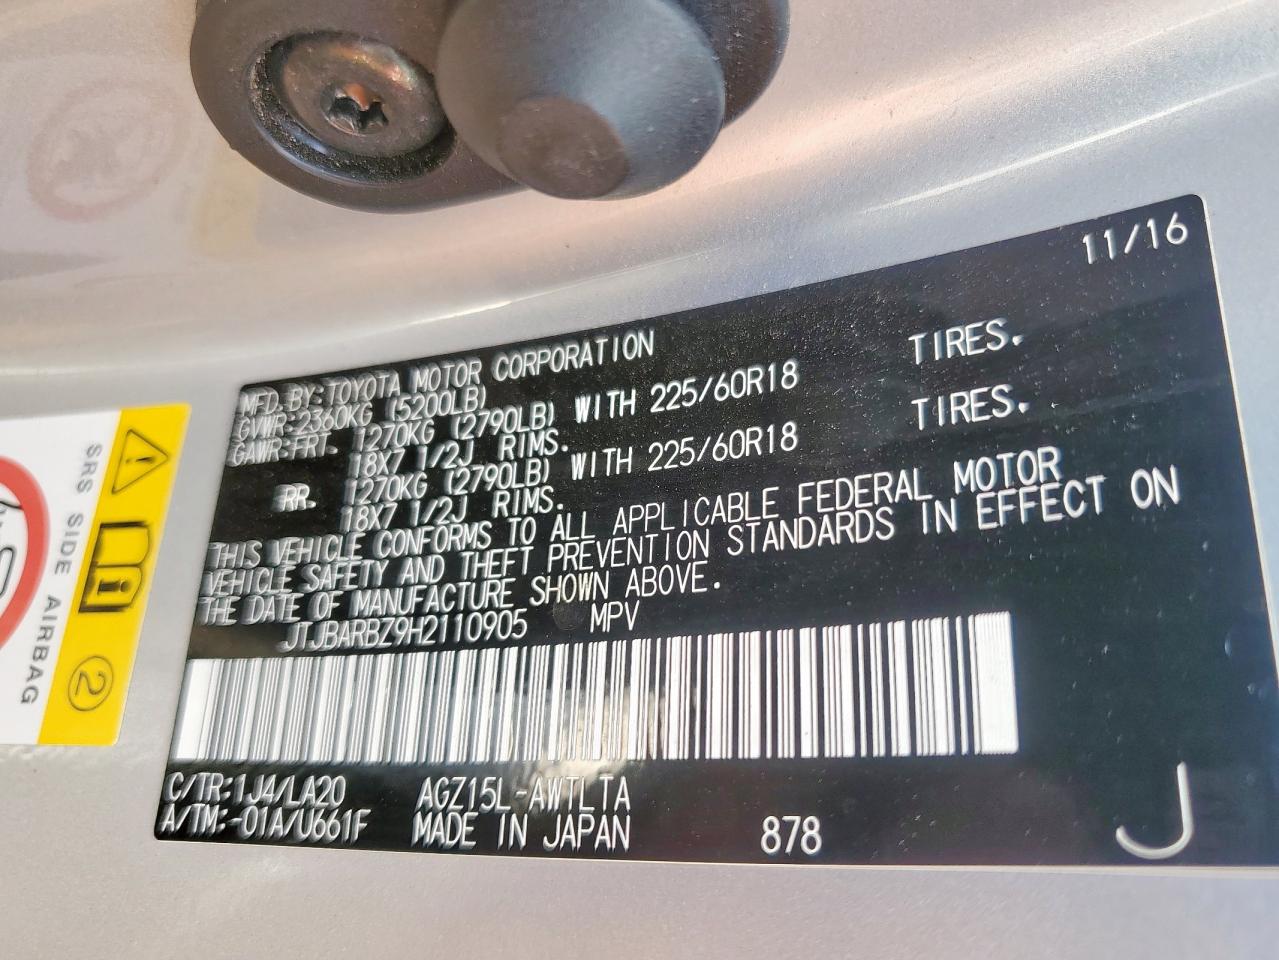 11/16
MFD.BY:TOYOTA MOTOR CORPORATION
GVWR:2360KG (5200LB)
GAWR:FRT. 1270KG (2790LB) WITH 225/60R18 TIRES.
18X7 1/2J RIMS.
RR. 1270KG (2790LB) WITH 225/60R18 TIRES.
18X7 1/2J RIMS.
THIS VEHICLE CONFORMS TO ALL APPLICABLE FEDERAL MOTOR
VEHICLE SAFETY AND THEFT PREVENTION STANDARDS IN EFFECT ON
THE DATE OF MANUFACTURE SHOWN ABOVE.
JTJBARBZ9H2110905 MPV
C/TR:1J4/LA20 AGZ15L-AWTLTA
A/TM:-01A/U661F MADE IN JAPAN 878 J
SRS SIDE AIRBAG
2